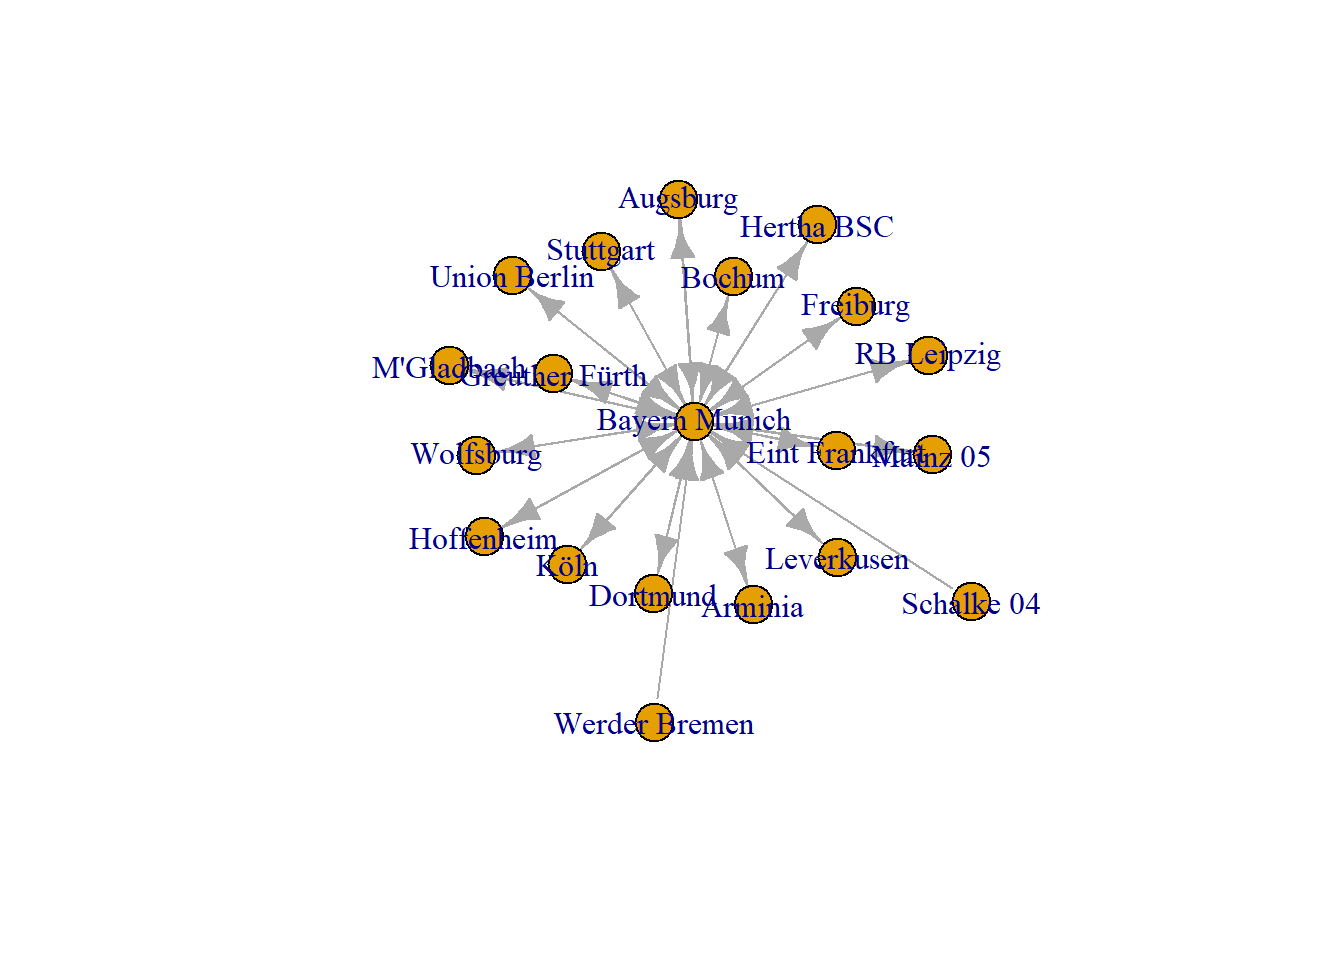 Augsburg
Hertha BSC
Stuttgart
Union Berlin
Bochum
Freiburg
RB Leipzig
M'Gladbach
Greuther Fürth
Bayern Munich
Wolfsburg
Eint Frankfurt
Mainz 05
Hoffenheim
Köln
Leverkusen
Dortmund
Arminia
Schalke 04
Werder Bremen